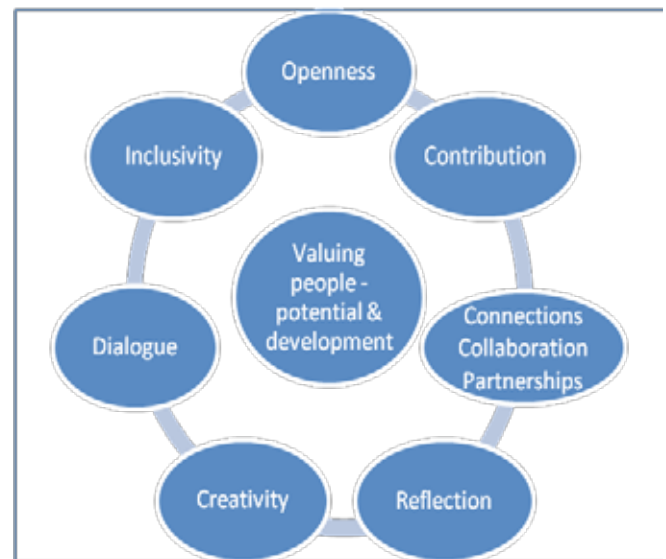 Openness
Contribution
Connections
Collaboration
Partnerships
Reflection
Creativity
Dialogue
Inclusivity
Valuing
people -
potential &
development